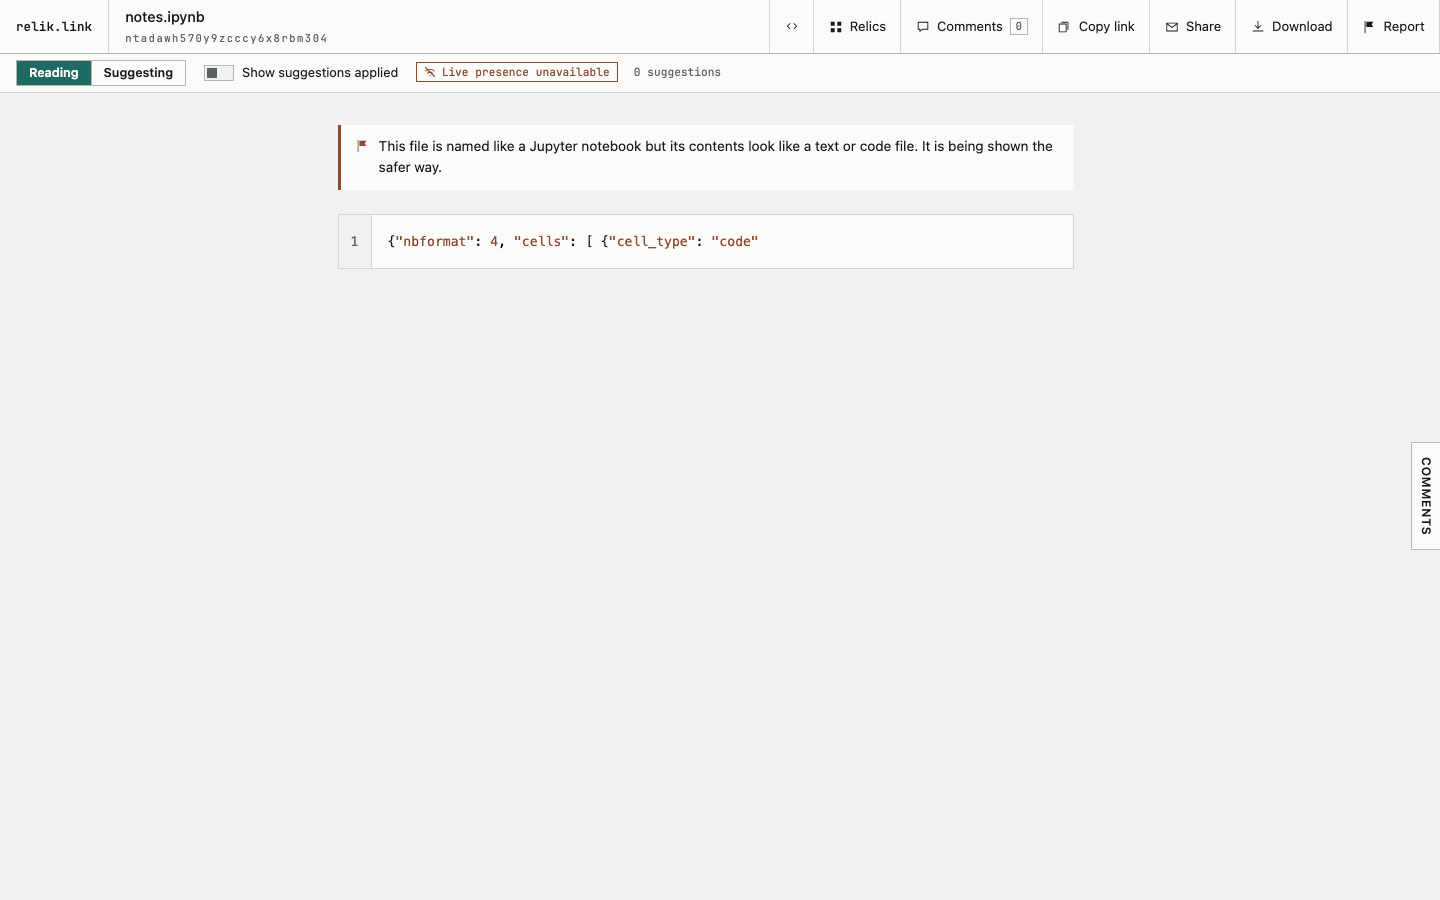 relik.link
notes.ipynb
ntadawh570y9zcccy6x8rbm304
<> Relics Comments 0 Copy link Share Download Report
Reading Suggesting Show suggestions applied Live presence unavailable 0 suggestions
This file is named like a Jupyter notebook but its contents look like a text or code file. It is being shown the
safer way.
1 {"nbformat": 4, "cells": [ {"cell_type": "code"
COMMENTS